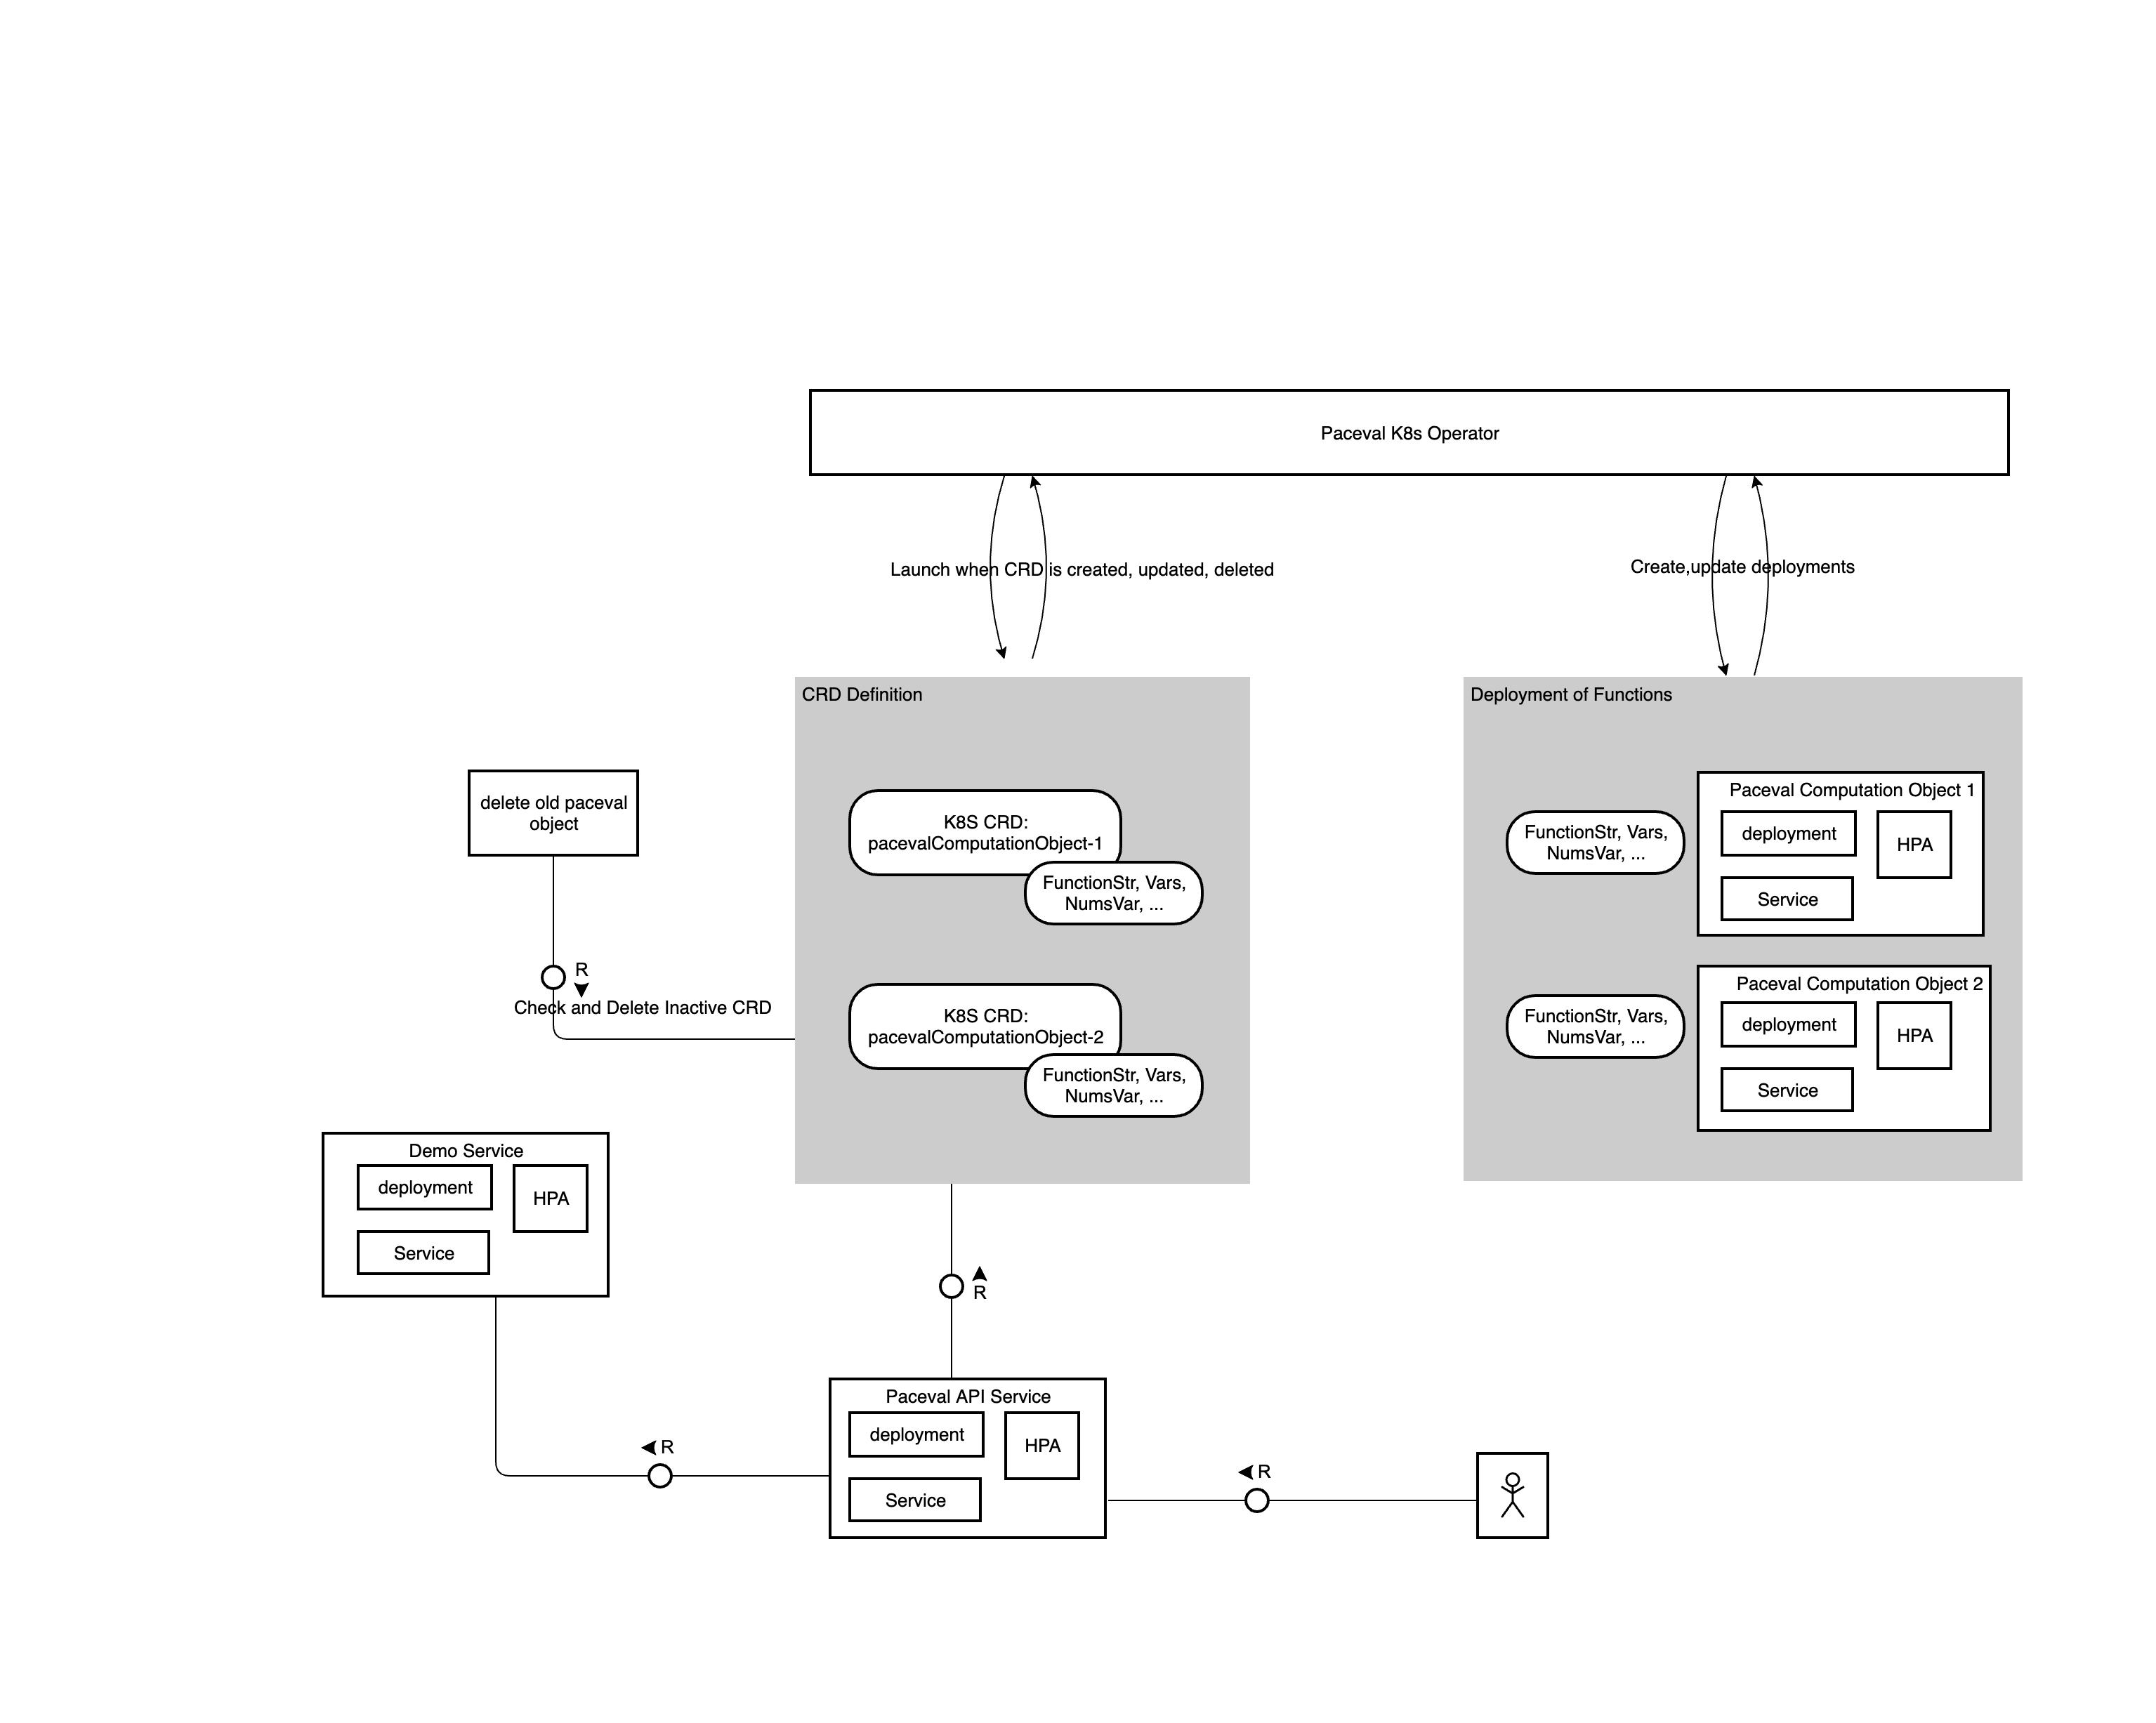 Paceval K8s Operator
Launch when CRD is created, updated, deleted
Create,update deployments
CRD Definition
K8S CRD:
pacevalComputationObject-1
FunctionStr, Vars,
NumsVar, ...
K8S CRD:
pacevalComputationObject-2
FunctionStr, Vars,
NumsVar, ...
Deployment of Functions
FunctionStr, Vars,
NumsVar, ...
Paceval Computation Object 1
deployment
HPA
Service
FunctionStr, Vars,
NumsVar, ...
Paceval Computation Object 2
deployment
HPA
Service
delete old paceval
object
R
Check and Delete Inactive CRD
Demo Service
deployment
HPA
Service
R
Paceval API Service
deployment
HPA
Service
R
R